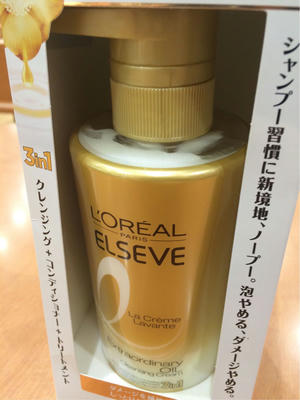 シャンプー習慣に新境地、ノープー。泡やめる、ダメージやめる。
3in1
クレンジング+コンディショナー+トリートメント
L'ORÉAL
PARIS
ELSEVE
La Crème
Lavante
Extraordinary
Oil
Cleansing Cream
3in1